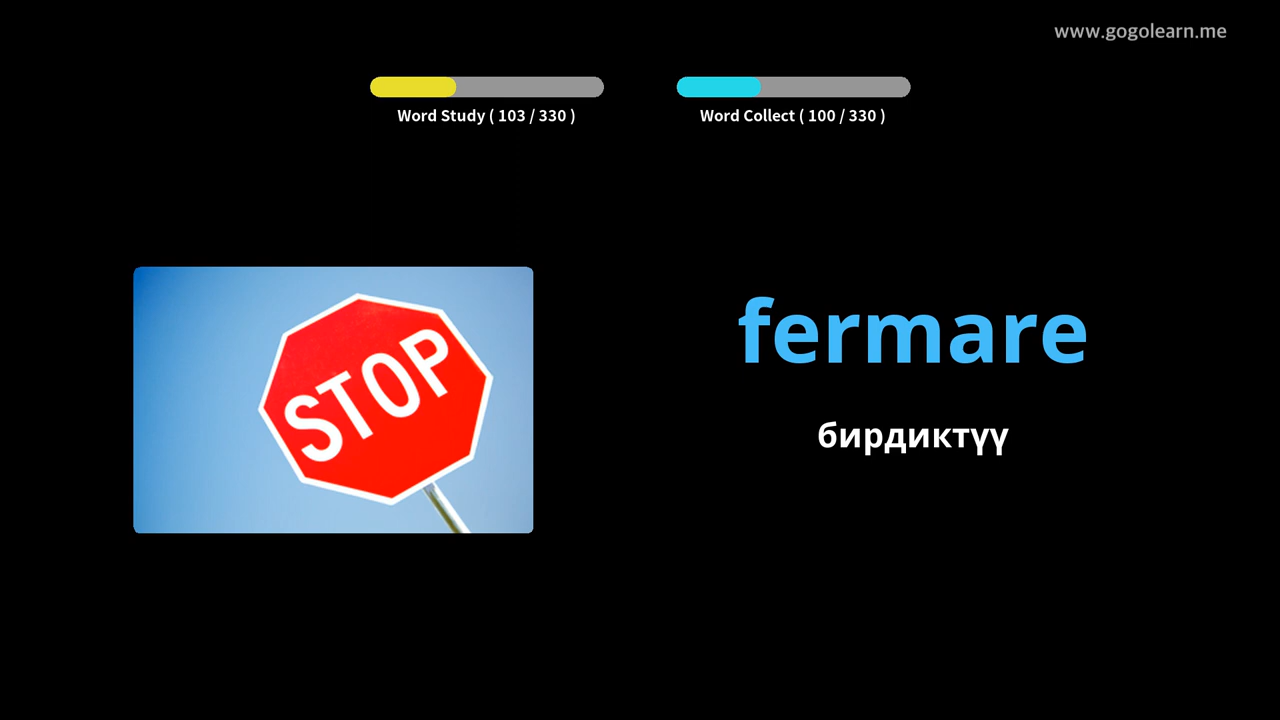 www.gogolearn.me
Word Study ( 103 / 330 )
Word Collect ( 100 / 330 )
STOP
fermare
бирдиктүү